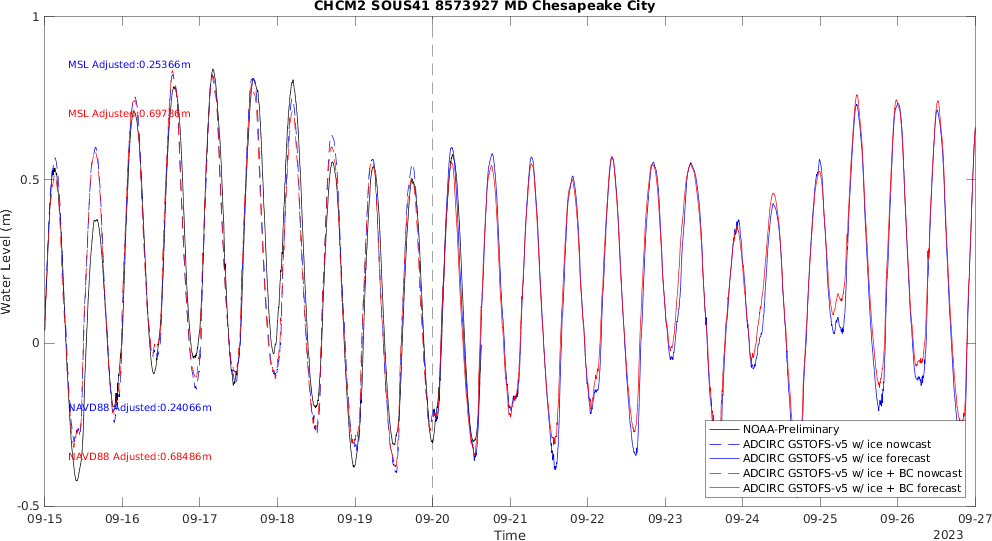 CHCM2 SOUS41 8573927 MD Chesapeake City
1
MSL Adjusted:0.25366m
MSL Adjusted:0.69786m
0.5
Water Level (m)
0
NAVD88 Adjusted:0.24066m
NAVD88 Adjusted:0.68486m
NOAA-Preliminary
ADCIRC GSTOFS-v5 w/ ice nowcast
ADCIRC GSTOFS-v5 w/ ice forecast
ADCIRC GSTOFS-v5 w/ ice + BC nowcast
ADCIRC GSTOFS-v5 w/ ice + BC forecast
-0.5
09-15 09-16 09-17 09-18 09-19 09-20 09-21 09-22 09-23 09-24 09-25 09-26 09-27
Time
2023